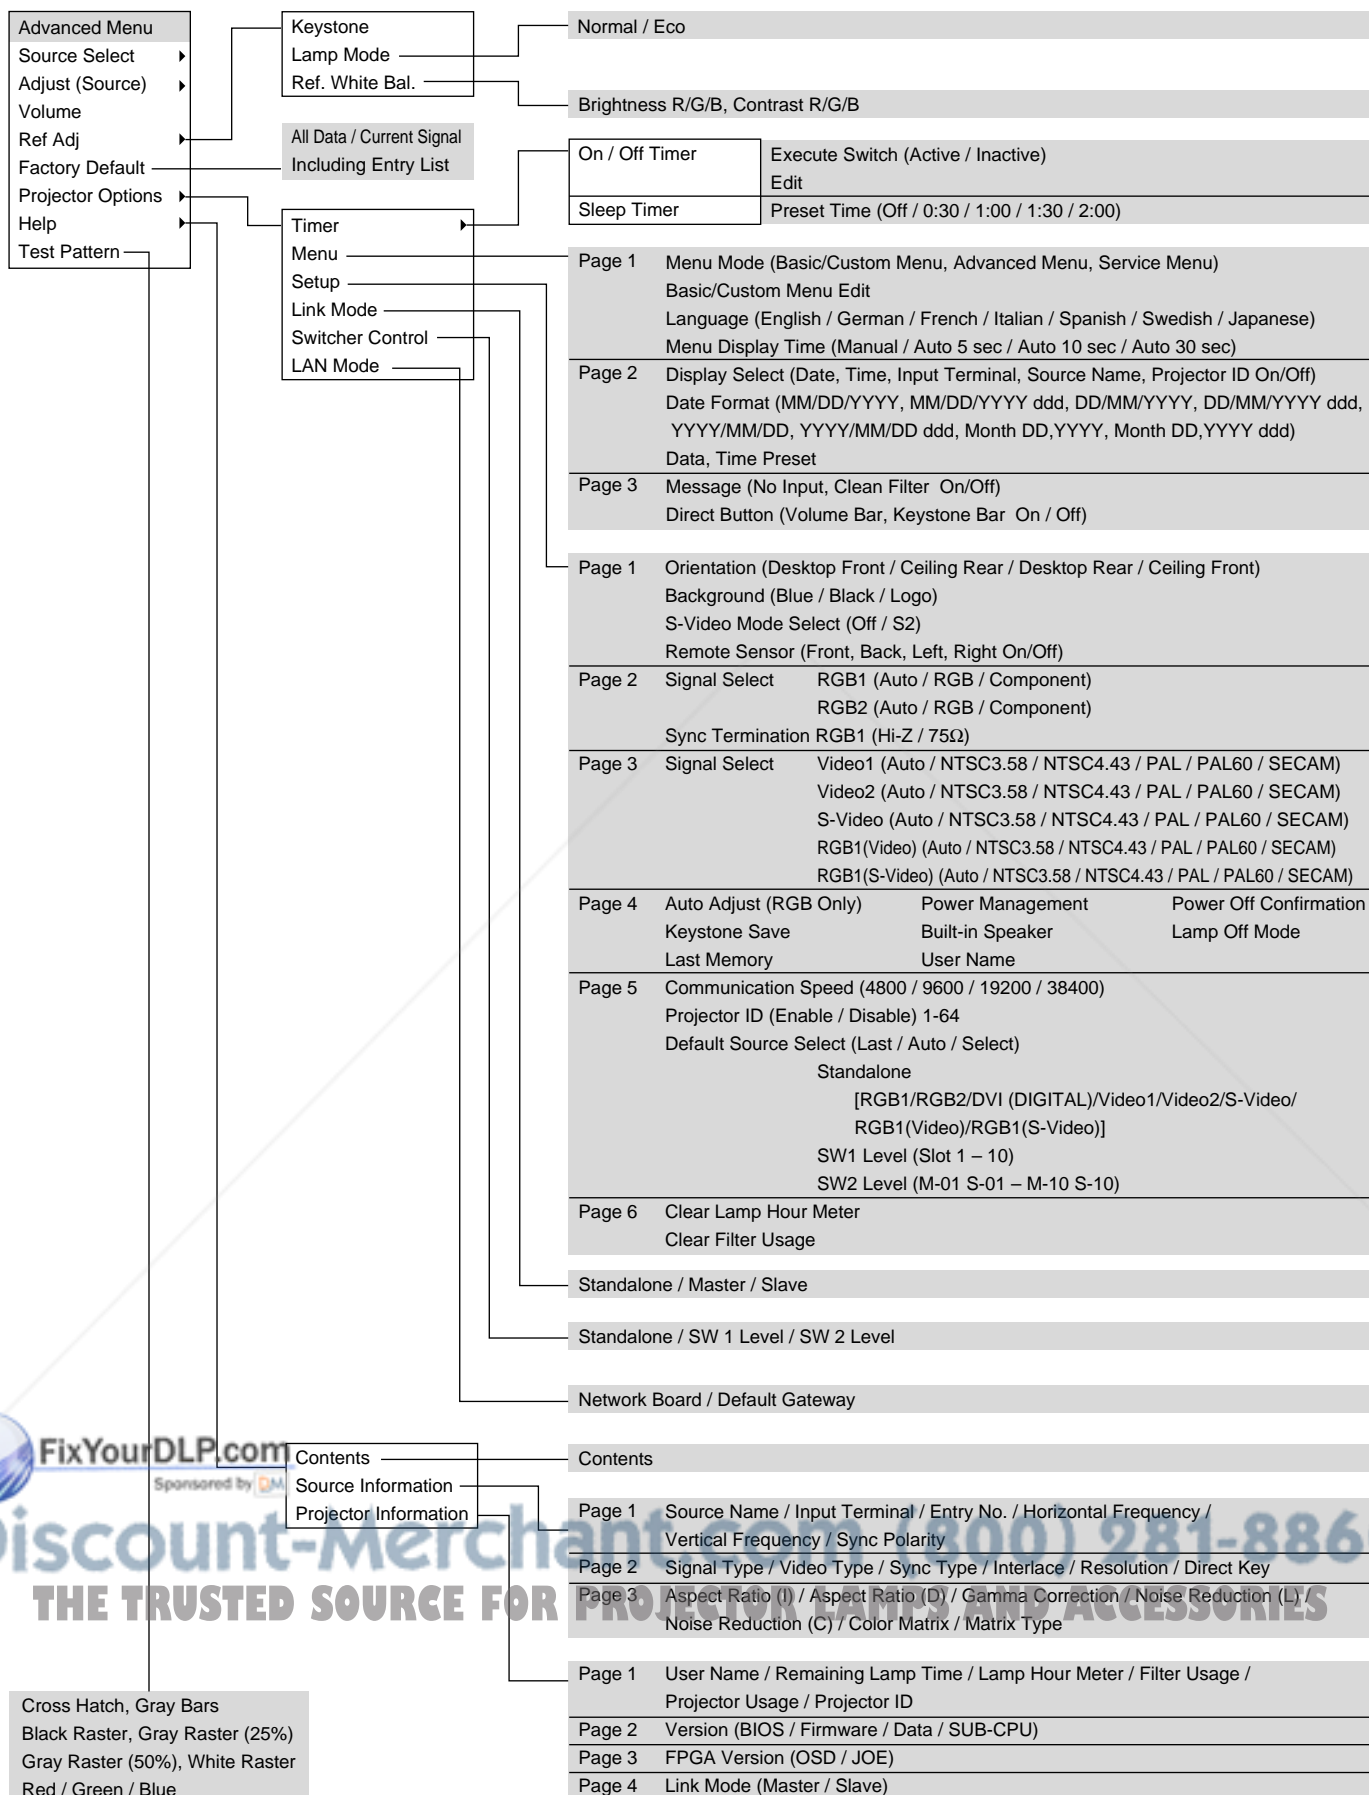 Advanced Menu
Source Select
Adjust (Source)
Volume
Ref Adj
Factory Default
Projector Options
Help
Test Pattern
Keystone
Lamp Mode
Ref. White Bal.
Normal / Eco
Brightness R/G/B, Contrast R/G/B
All Data / Current Signal
Including Entry List
Timer
Menu
Setup
Link Mode
Switcher Control
LAN Mode
On / Off Timer Execute Switch (Active / Inactive)
Edit
Sleep Timer Preset Time (Off / 0:30 / 1:00 / 1:30 / 2:00)
Page 1 Menu Mode (Basic/Custom Menu, Advanced Menu, Service Menu)
Basic/Custom Menu Edit
Language (English / German / French / Italian / Spanish / Swedish / Japanese)
Menu Display Time (Manual / Auto 5 sec / Auto 10 sec / Auto 30 sec)
Page 2 Display Select (Date, Time, Input Terminal, Source Name, Projector ID On/Off)
Date Format (MM/DD/YYYY, MM/DD/YYYY ddd, DD/MM/YYYY, DD/MM/YYYY ddd,
YYYY/MM/DD, YYYY/MM/DD ddd, Month DD,YYYY, Month DD,YYYY ddd)
Data, Time Preset
Page 3 Message (No Input, Clean Filter On/Off)
Direct Button (Volume Bar, Keystone Bar On / Off)
Page 1 Orientation (Desktop Front / Ceiling Rear / Desktop Rear / Ceiling Front)
Background (Blue / Black / Logo)
S-Video Mode Select (Off / S2)
Remote Sensor (Front, Back, Left, Right On/Off)
Page 2 Signal Select RGB1 (Auto / RGB / Component)
RGB2 (Auto / RGB / Component)
Sync Termination RGB1 (Hi-Z / 75Ω)
Page 3 Signal Select Video1 (Auto / NTSC3.58 / NTSC4.43 / PAL / PAL60 / SECAM)
Video2 (Auto / NTSC3.58 / NTSC4.43 / PAL / PAL60 / SECAM)
S-Video (Auto / NTSC3.58 / NTSC4.43 / PAL / PAL60 / SECAM)
RGB1(Video) (Auto / NTSC3.58 / NTSC4.43 / PAL / PAL60 / SECAM)
RGB1(S-Video) (Auto / NTSC3.58 / NTSC4.43 / PAL / PAL60 / SECAM)
Page 4 Auto Adjust (RGB Only) Power Management Power Off Confirmation
Keystone Save Built-in Speaker Lamp Off Mode
Last Memory User Name
Page 5 Communication Speed (4800 / 9600 / 19200 / 38400)
Projector ID (Enable / Disable) 1-64
Default Source Select (Last / Auto / Select)
Standalone
[RGB1/RGB2/DVI (DIGITAL)/Video1/Video2/S-Video/
RGB1(Video)/RGB1(S-Video)]
SW1 Level (Slot 1 – 10)
SW2 Level (M-01 S-01 – M-10 S-10)
Page 6 Clear Lamp Hour Meter
Clear Filter Usage
Standalone / Master / Slave
Standalone / SW 1 Level / SW 2 Level
Network Board / Default Gateway
FixYourDLP.com
Sponsored by DM
Discount-Merchant.com (800) 281-886
THE TRUSTED SOURCE FOR PROJECTOR LAMPS AND ACCESSORIES
Contents
Source Information
Projector Information
Contents
Page 1 Source Name / Input Terminal / Entry No. / Horizontal Frequency /
Vertical Frequency / Sync Polarity
Page 2 Signal Type / Video Type / Sync Type / Interlace / Resolution / Direct Key
Page 3 Aspect Ratio (I) / Aspect Ratio (D) / Gamma Correction / Noise Reduction (L) /
Noise Reduction (C) / Color Matrix / Matrix Type
Page 1 User Name / Remaining Lamp Time / Lamp Hour Meter / Filter Usage /
Projector Usage / Projector ID
Page 2 Version (BIOS / Firmware / Data / SUB-CPU)
Page 3 FPGA Version (OSD / JOE)
Page 4 Link Mode (Master / Slave)
Cross Hatch, Gray Bars
Black Raster, Gray Raster (25%)
Gray Raster (50%), White Raster
Red / Green / Blue